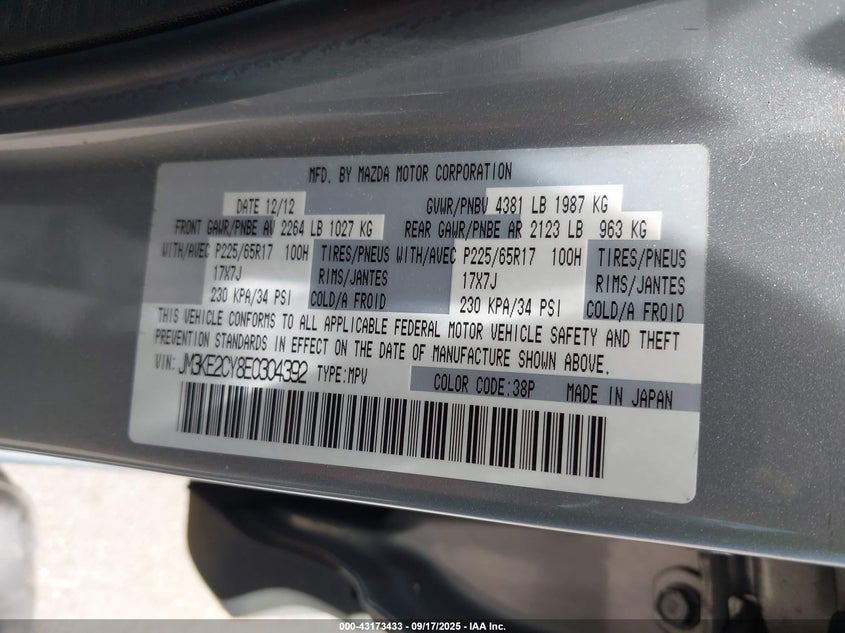 MFD. BY MAZDA MOTOR CORPORATION
DATE 12/12 GVWR/PNBV 4381 LB 1987 KG
FRONT GAWR/PNBE AV 2264 LB 1027 KG REAR GAWR/PNBE AR 2123 LB 963 KG
WITH/AVEC P225/65R17 100H TIRES/PNEUS WITH/AVEC P225/65R17 100H TIRES/PNEUS
17X7J RIMS/JANTES 17X7J RIMS/JANTES
230 KPA/34 PSI COLD/A FROID 230 KPA/34 PSI COLD/A FROID
THIS VEHICLE CONFORMS TO ALL APPLICABLE FEDERAL MOTOR VEHICLE SAFETY AND THEFT
PREVENTION STANDARDS IN EFFECT ON THE DATE OF MANUFACTURE SHOWN ABOVE.
VIN: JM3KE2CY8E0304392 TYPE:MPV COLOR CODE:38P MADE IN JAPAN
000-43173433 - 09/17/2025 - IAA Inc.